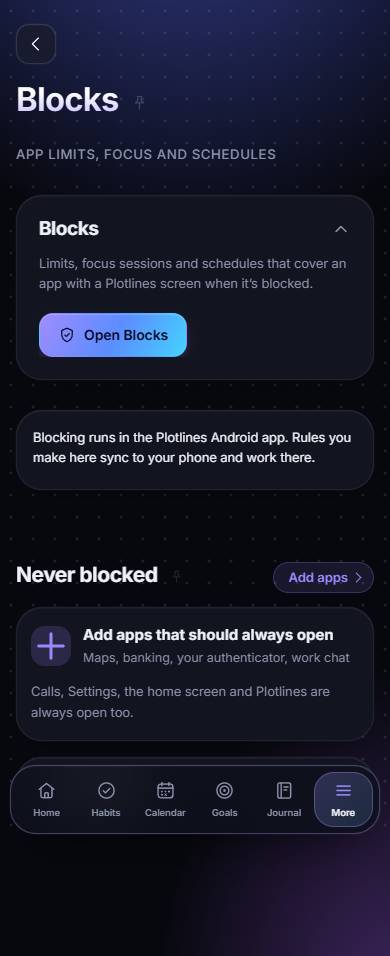 Blocks
APP LIMITS, FOCUS AND SCHEDULES
Blocks
Limits, focus sessions and schedules that cover an
app with a Plotlines screen when it's blocked.
Open Blocks
Blocking runs in the Plotlines Android app. Rules you
make here sync to your phone and work there.
Never blocked
Add apps
Add apps that should always open
Maps, banking, your authenticator, work chat
Calls, Settings, the home screen and Plotlines are
always open too.
Home
Habits
Calendar
Goals
Journal
More